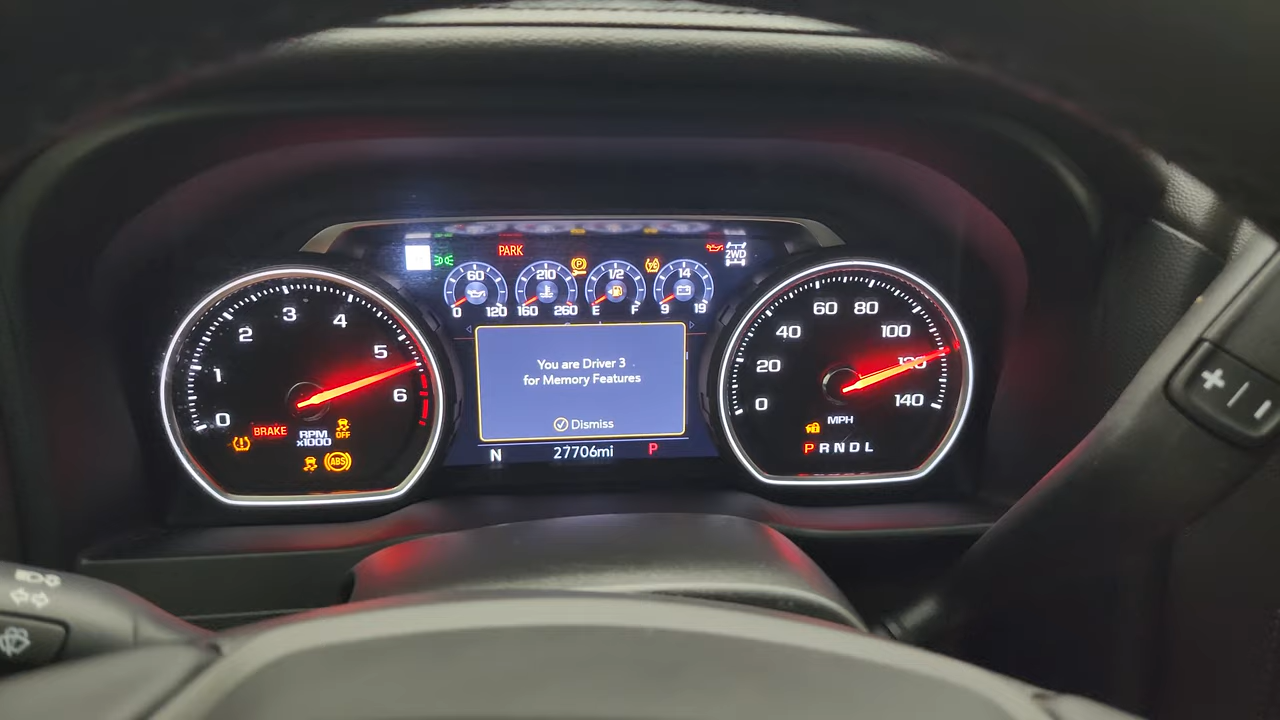 PARK
2WD
60
0 120
210
160 260
1/2
E F
14
9 19
0
1
2
3
4
5
6
BRAKE
RPM
x1000
OFF
ABS
You are Driver 3
for Memory Features
Dismiss
N 27706mi P
0
20
40
60
80
100
120
140
MPH
PRNDL
+